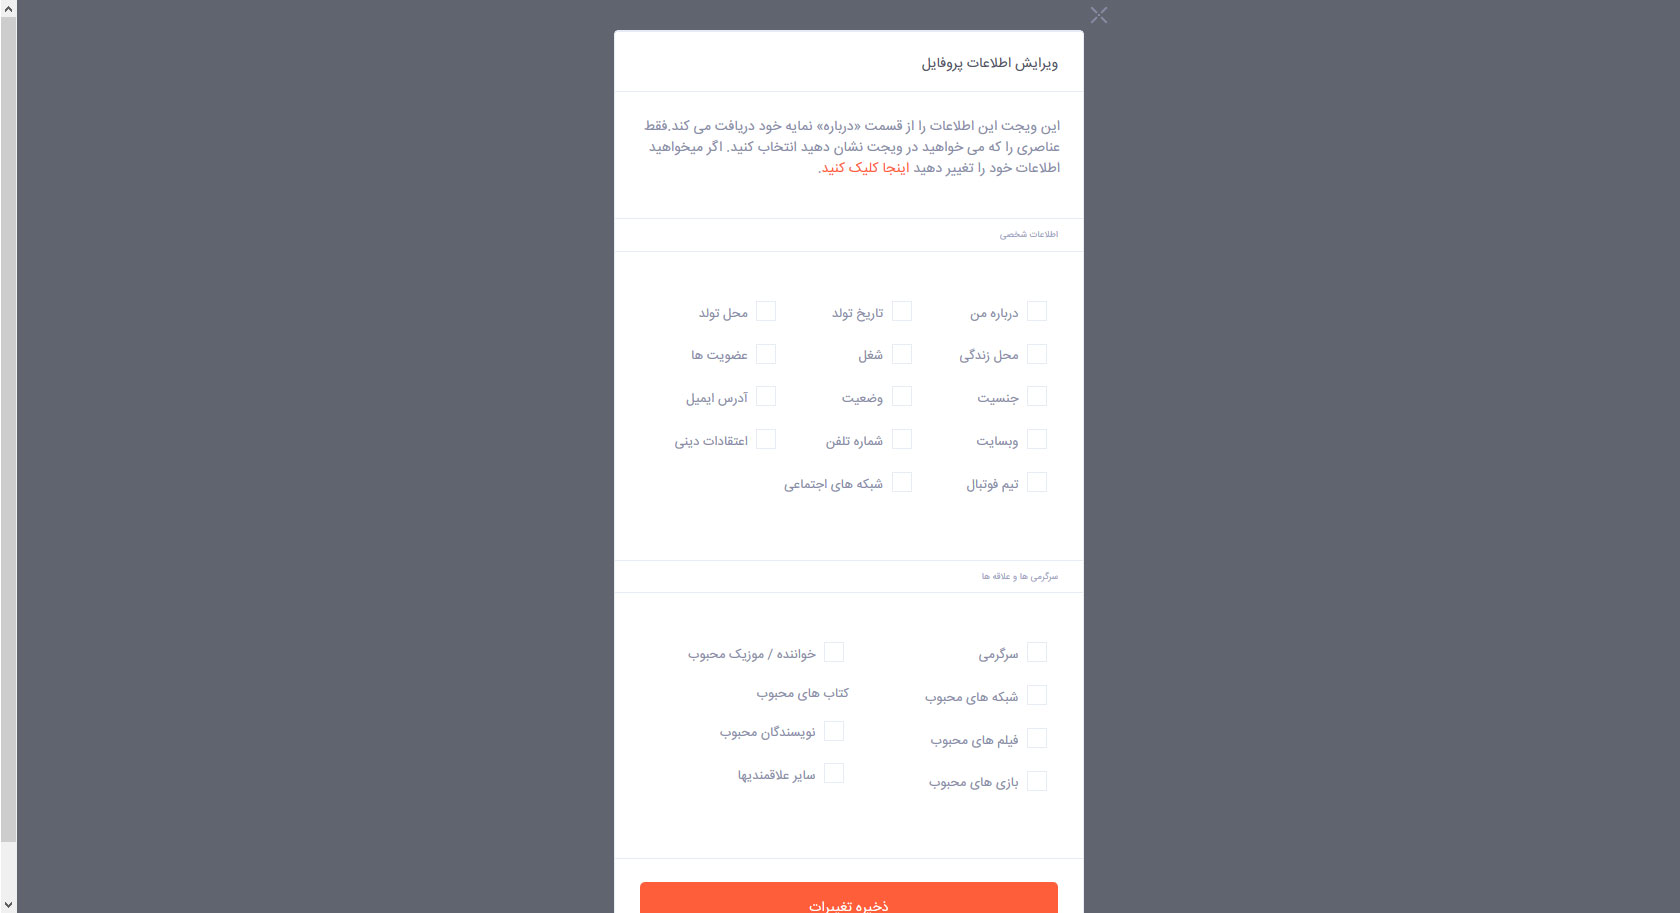 ویرایش اطلاعات پروفایل
این ویجت این اطلاعات را از قسمت «درباره» نمایه خود دریافت می کند.فقط
عناصری را که می خواهید در ویجت نشان دهید انتخاب کنید. اگر میخواهید
اطلاعات خود را تغییر دهید اینجا کلیک کنید.
اطلاعات شخصی
درباره من تاریخ تولد محل تولد
محل زندگی شغل عضویت ها
جنسیت وضعیت آدرس ایمیل
وبسایت شماره تلفن اعتقادات دینی
تیم فوتبال شبکه های اجتماعی
سرگرمی ها و علاقه ها
سرگرمی خواننده / موزیک محبوب
شبکه های محبوب کتاب های محبوب
فیلم های محبوب نویسندگان محبوب
بازی های محبوب سایر علاقمندیها
ذخیره تغییرات